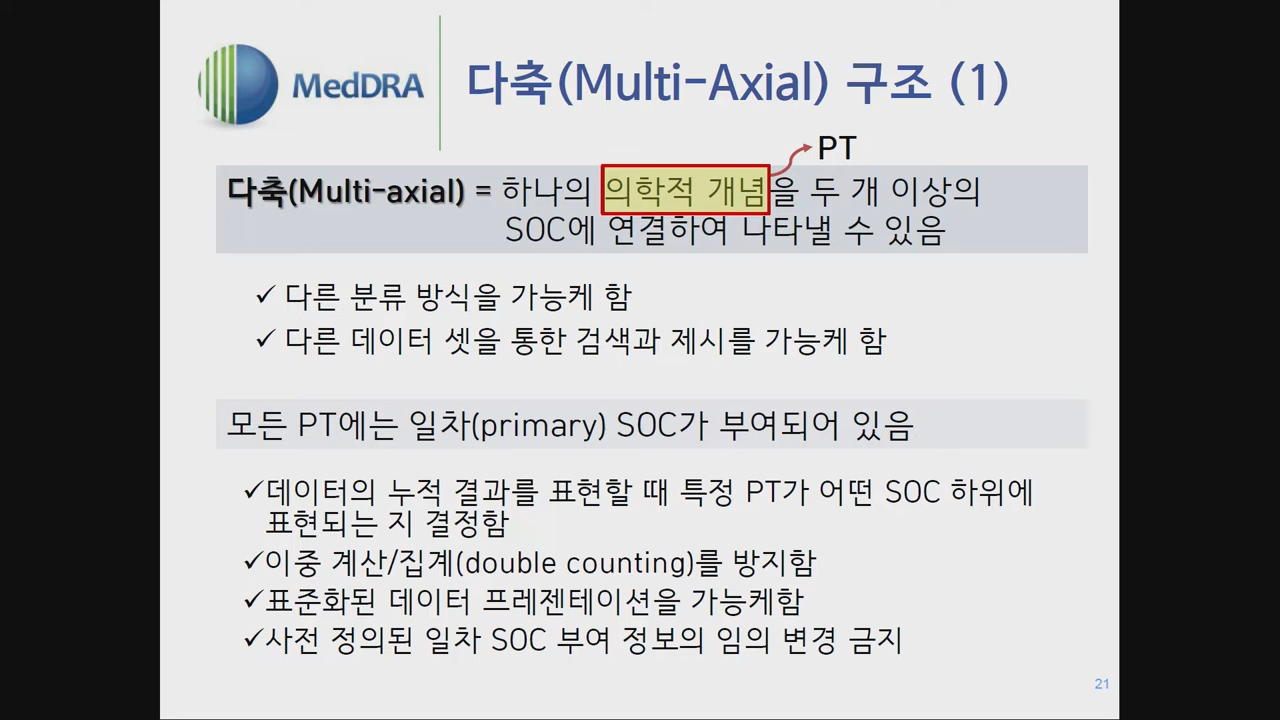 MedDRA
다축(Multi-Axial) 구조 (1)
PT
다축(Multi-axial) = 하나의 의학적 개념을 두 개 이상의
SOC에 연결하여 나타낼 수 있음
✓ 다른 분류 방식을 가능케 함
✓ 다른 데이터 셋을 통한 검색과 제시를 가능케 함
모든 PT에는 일차(primary) SOC가 부여되어 있음
✓데이터의 누적 결과를 표현할 때 특정 PT가 어떤 SOC 하위에
표현되는 지 결정함
✓이중 계산/집계(double counting)를 방지함
✓표준화된 데이터 프레젠테이션을 가능케함
✓사전 정의된 일차 SOC 부여 정보의 임의 변경 금지
21